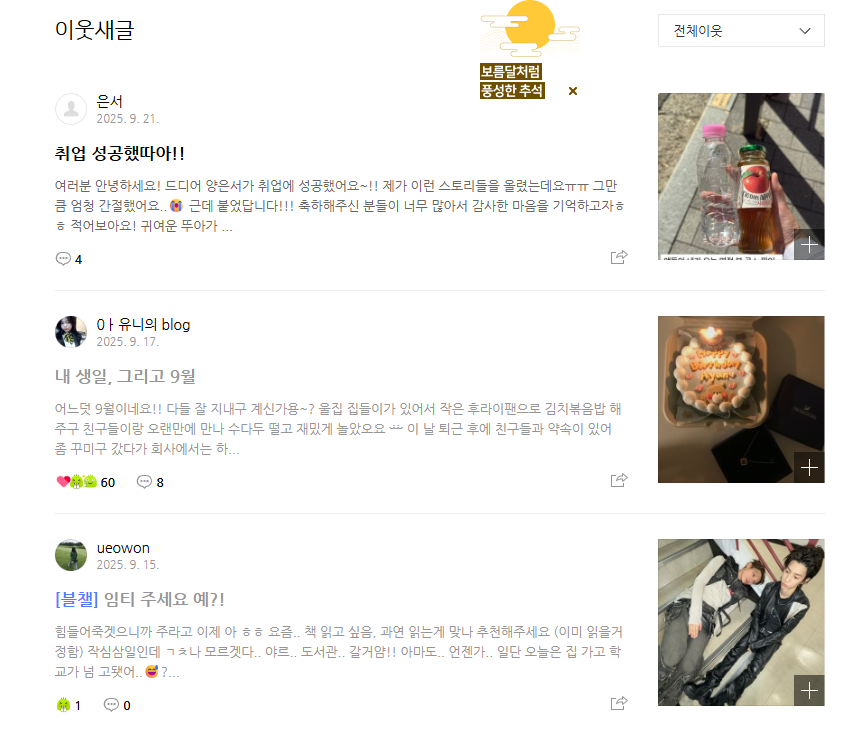 이웃새글
보름달처럼
풍성한 추석
전체이웃
은서
2025. 9. 21.
취업 성공했따아!!
여러분 안녕하세요! 드디어 양은서가 취업에 성공했어요~!! 제가 이런 스토리들을 올렸는데요ㅠㅠ 그만
큼 엄청 간절했어요..😭 근데 붙었답니다!!! 축하해주신 분들이 너무 많아서 감사한 마음을 기억하고자ㅎ
ㅎ 적어보아요! 귀여운 뚜아가 ...
4
0ㅏ유니의 blog
2025. 9. 17.
내 생일, 그리고 9월
어느덧 9월이네요!! 다들 잘 지내구 계신가용~? 울집 집들이가 있어서 작은 후라이팬으로 김치볶음밥 해
주구 친구들이랑 오랜만에 만나 수다두 떨고 재밌게 놀았오요 ㅛ 이 날 퇴근 후에 친구들과 약속이 있어
좀 꾸미구 갔다가 회사에서는 하...
60
8
Happy
Birthday
ueowon
2025. 9. 15.
[블챌] 임티 주세요 예?!
힘들어죽겟으니까 주라고 이제 아 ㅎㅎ 요즘.. 책 읽고 싶음, 과연 읽는게 맞나 추천해주세요 (이미 읽을거
정함) 작심삼일인데 ㄱㅊ나 모르겟다.. 야르.. 도서관.. 갈거얌!! 아마도.. 언젠가.. 일단 오늘은 집 가고 학
교가 넘 고됏어..😅 ?...
1
0